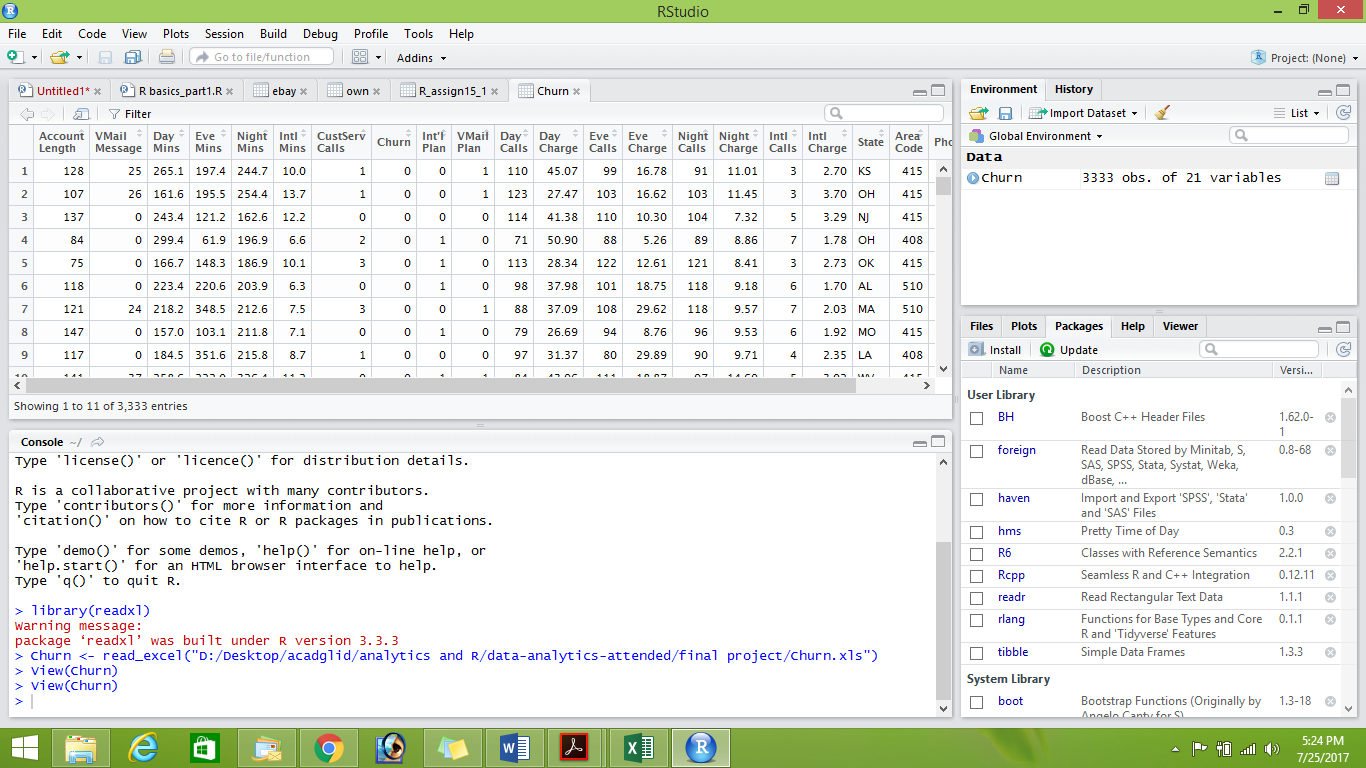 RStudio
File Edit Code View Plots Session Build Debug Profile Tools Help
Go to file/function Addins Project: (None)
Untitled1* R basics_part1.R ebay own R_assign15_1 Churn
Filter
Account Length VMail Message Day Mins Eve Mins Night Mins Intl Mins CustServ Calls Churn Int'l Plan VMail Plan Day Calls Day Charge Eve Calls Eve Charge Night Calls Night Charge Intl Calls Intl Charge State Area Code Pho
1 128 25 265.1 197.4 244.7 10.0 1 0 0 1 110 45.07 99 16.78 91 11.01 3 2.70 KS 415
2 107 26 161.6 195.5 254.4 13.7 1 0 0 1 123 27.47 103 16.62 103 11.45 3 3.70 OH 415
3 137 0 243.4 121.2 162.6 12.2 0 0 0 0 114 41.38 110 10.30 104 7.32 5 3.29 NJ 415
4 84 0 299.4 61.9 196.9 6.6 2 0 1 0 71 50.90 88 5.26 89 8.86 7 1.78 OH 408
5 75 0 166.7 148.3 186.9 10.1 3 0 1 0 113 28.34 122 12.61 121 8.41 3 2.73 OK 415
6 118 0 223.4 220.6 203.9 6.3 0 0 1 0 98 37.98 101 18.75 118 9.18 6 1.70 AL 510
7 121 24 218.2 348.5 212.6 7.5 3 0 0 1 88 37.09 108 29.62 118 9.57 7 2.03 MA 510
8 147 0 157.0 103.1 211.8 7.1 0 0 1 0 79 26.69 94 8.76 96 9.53 6 1.92 MO 415
9 117 0 184.5 351.6 215.8 8.7 1 0 0 0 97 31.37 80 29.89 90 9.71 4 2.35 LA 408
Showing 1 to 11 of 3,333 entries
Console ~/
Type 'license()' or 'licence()' for distribution details.
R is a collaborative project with many contributors.
Type 'contributors()' for more information and
'citation()' on how to cite R or R packages in publications.
Type 'demo()' for some demos, 'help()' for on-line help, or
'help.start()' for an HTML browser interface to help.
Type 'q()' to quit R.
> library(readxl)
Warning message:
package ‘readxl’ was built under R version 3.3.3
> Churn <- read_excel("D:/Desktop/acadglid/analytics and R/data-analytics-attended/final project/Churn.xls")
> View(Churn)
> View(Churn)
>
Environment History
Import Dataset List
Global Environment
Data
Churn 3333 obs. of 21 variables
Files Plots Packages Help Viewer
Install Update
Name Description Versi...
User Library
BH Boost C++ Header Files 1.62.0-
1
foreign Read Data Stored by Minitab, S, 0.8-68
SAS, SPSS, Stata, Systat, Weka,
dBase, ...
haven Import and Export 'SPSS', 'Stata' 1.0.0
and 'SAS' Files
hms Pretty Time of Day 0.3
R6 Classes with Reference Semantics 2.2.1
Rcpp Seamless R and C++ Integration 0.12.11
readr Read Rectangular Text Data 1.1.1
rlang Functions for Base Types and Core 0.1.1
R and 'Tidyverse' Features
tibble Simple Data Frames 1.3.3
System Library
boot Bootstrap Functions (Originally by 1.3-18
Angelo Canty for S)
5:24 PM
7/25/2017